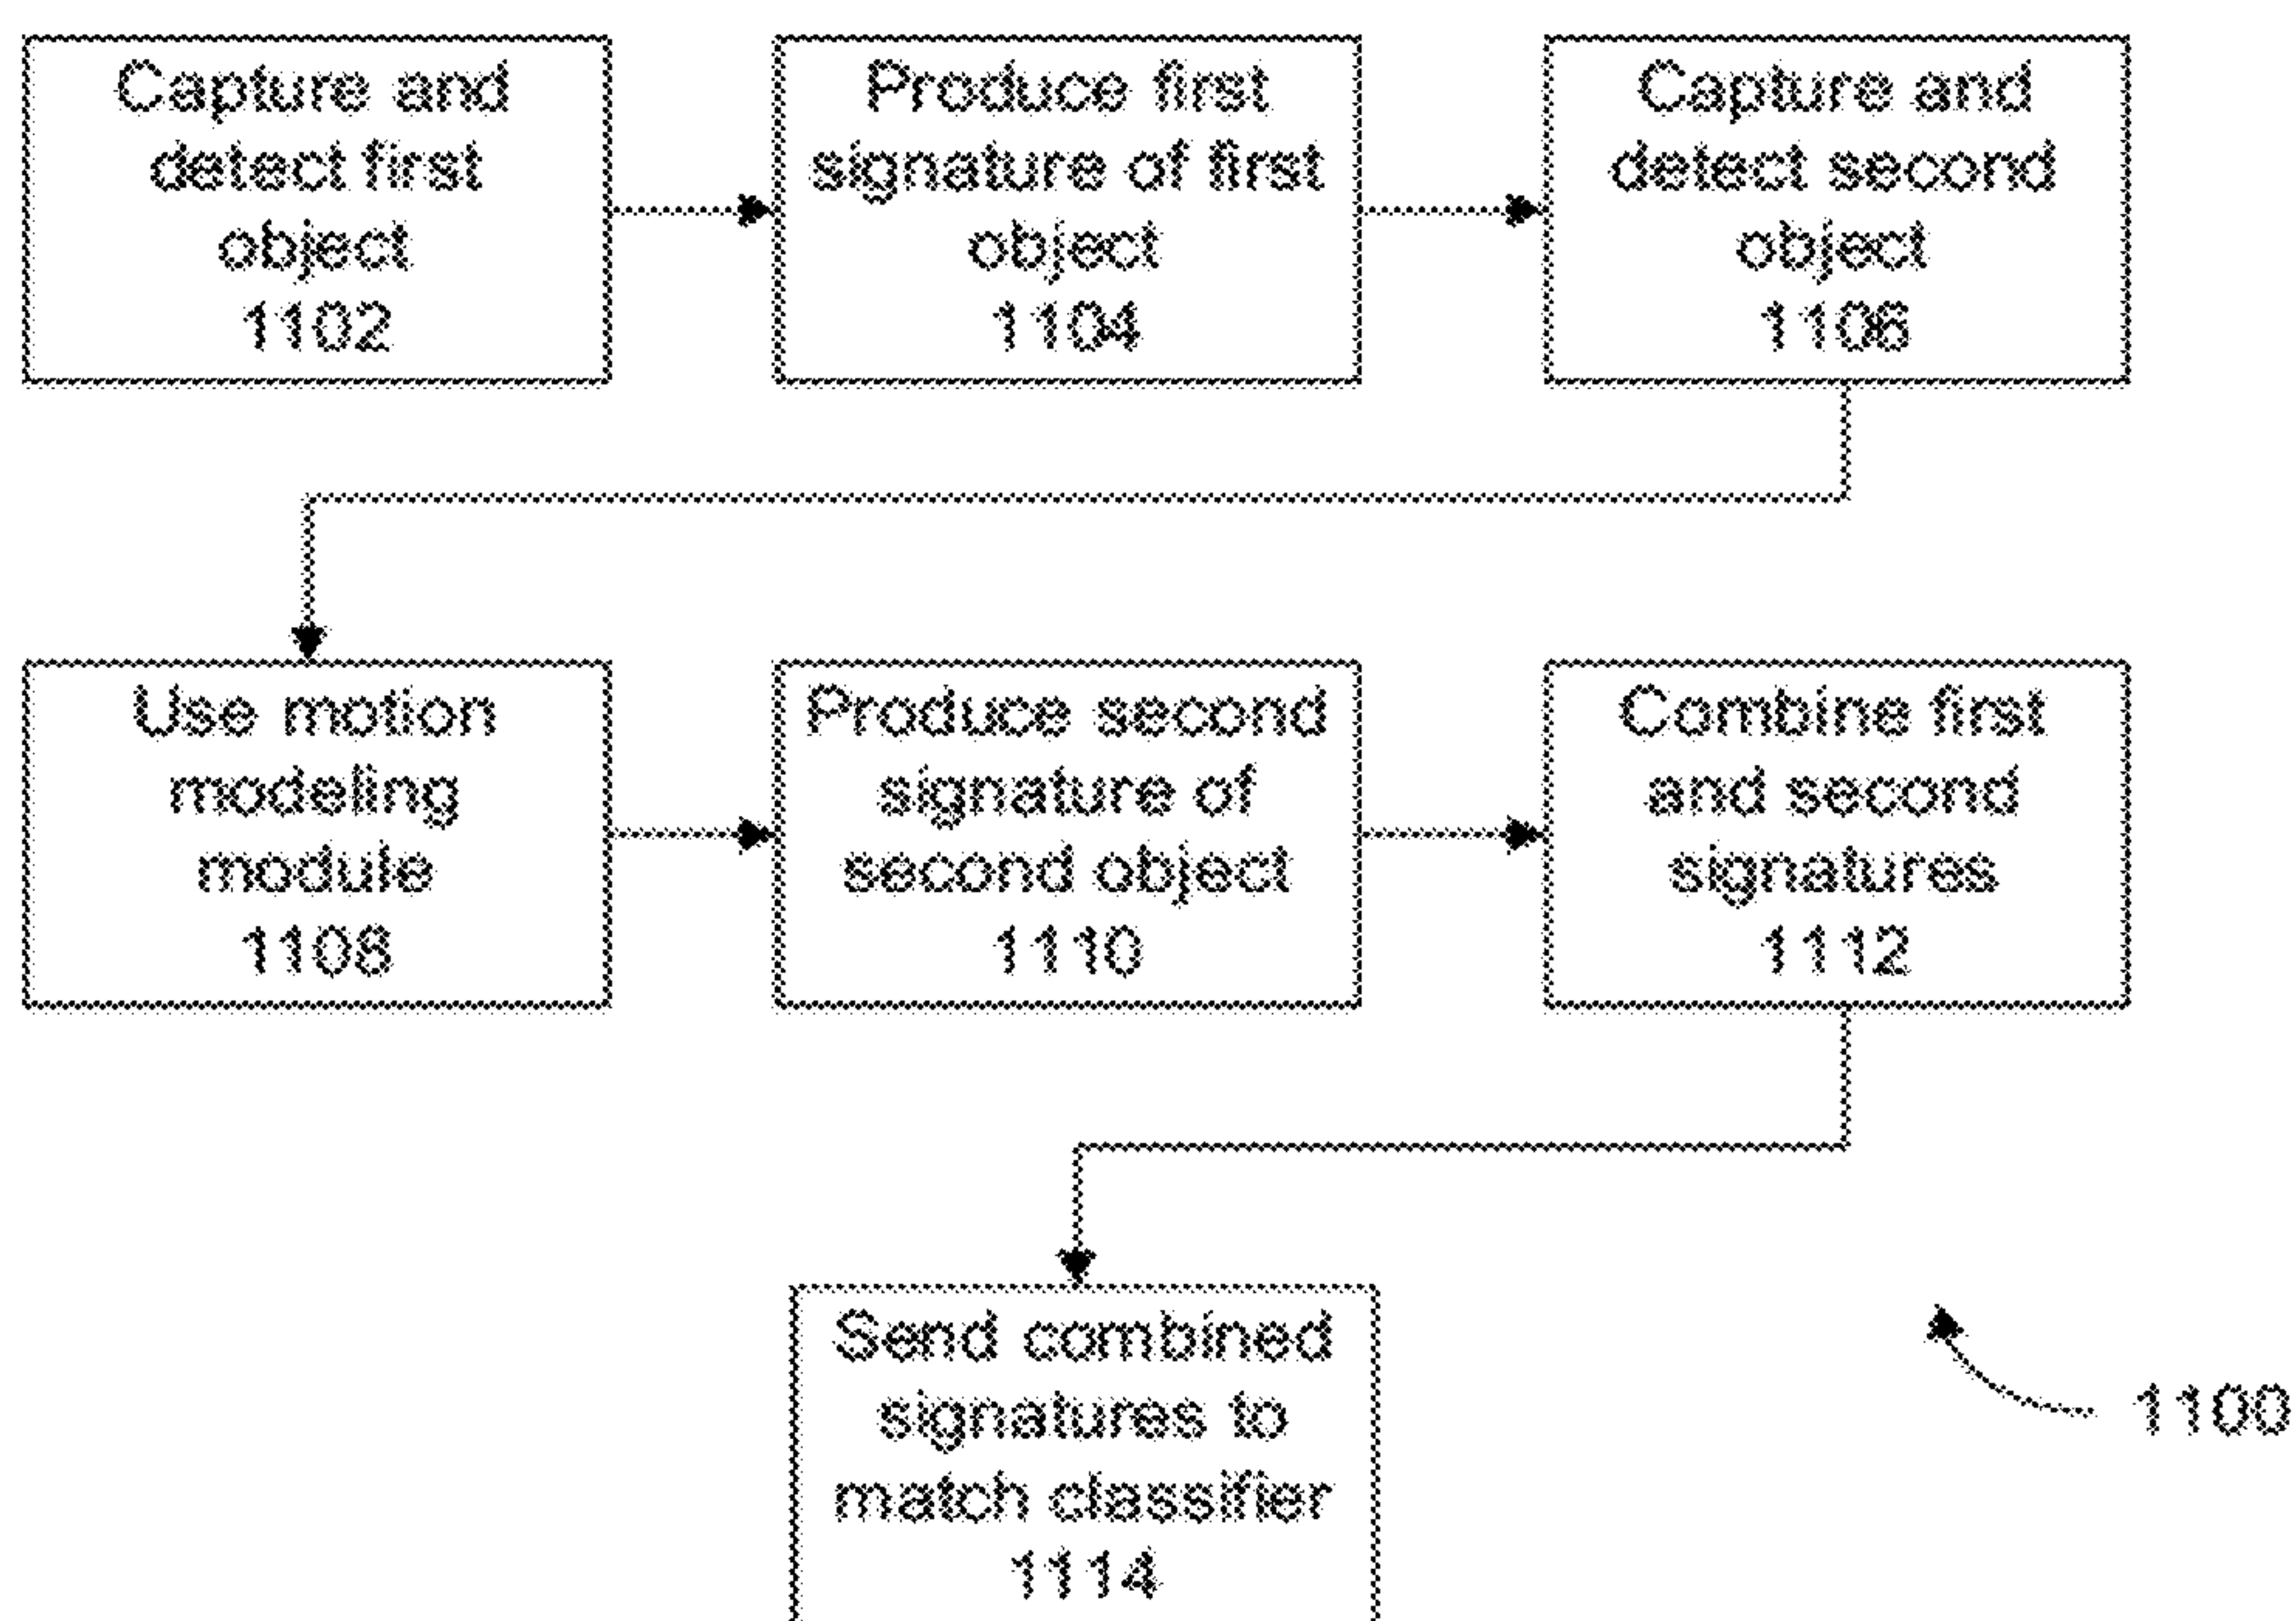 Capture and
detect first
object
1102
Produce first
signature of first
object
1104
Capture and
detect second
object
1106
Use motion
modeling
module
1108
Produce second
signature of
second object
1110
Combine first
and second
signatures
1112
Send combined
signatures to
match classifier
1114
1100